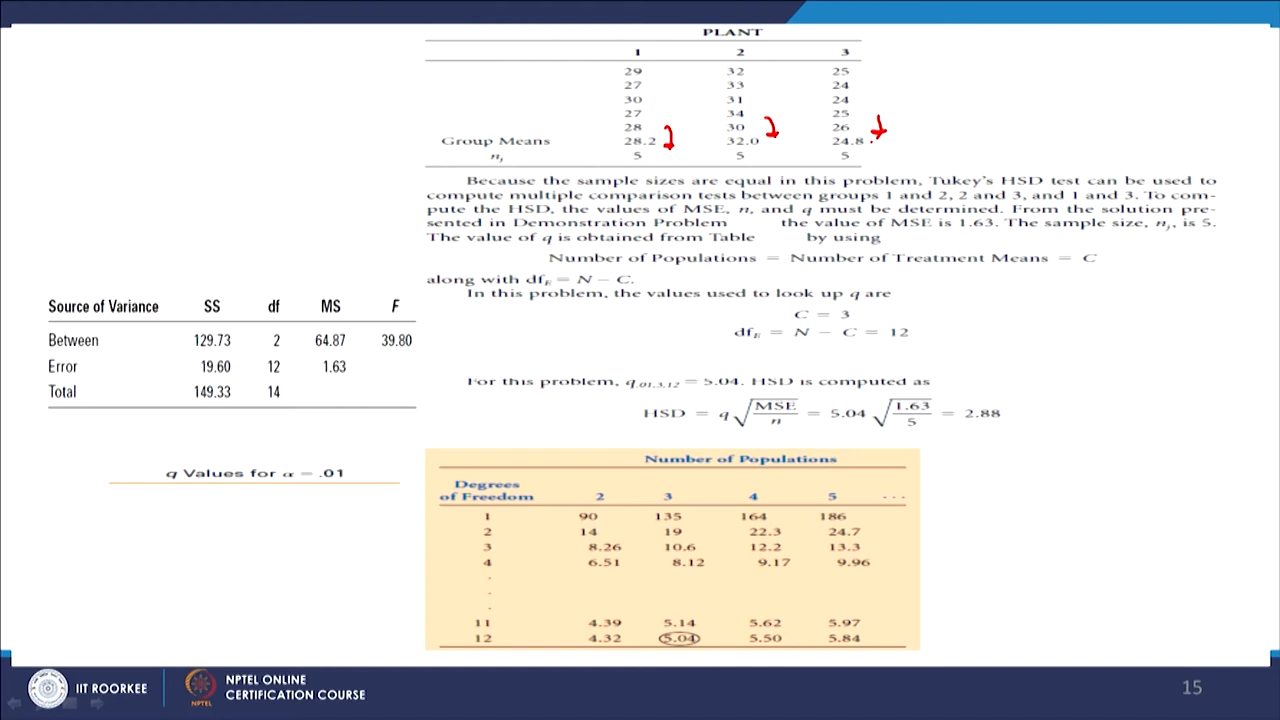 PLANT
1 2 3
29 32 25
27 33 24
30 31 24
27 34 25
28 30 26
Group Means 28.2 32.0 24.8
nj 5 5 5
Because the sample sizes are equal in this problem, Tukey's HSD test can be used to
compute multiple comparison tests between groups 1 and 2, 2 and 3, and 1 and 3. To com-
pute the HSD, the values of MSE, n, and q must be determined. From the solution pre-
sented in Demonstration Problem the value of MSE is 1.63. The sample size, nj, is 5.
The value of q is obtained from Table by using
Number of Populations = Number of Treatment Means = C
along with dfE = N − C.
In this problem, the values used to look up q are
C = 3
dfE = N − C = 12
For this problem, q.01,3,12 = 5.04. HSD is computed as
HSD = q√MSE/n = 5.04 √1.63/5 = 2.88
Source of Variance SS df MS F
Between 129.73 2 64.87 39.80
Error 19.60 12 1.63
Total 149.33 14
q Values for α = .01
Number of Populations
Degrees
of Freedom 2 3 4 5 ...
1 90 135 164 186
2 14 19 22.3 24.7
3 8.26 10.6 12.2 13.3
4 6.51 8.12 9.17 9.96
.
.
.
11 4.39 5.14 5.62 5.97
12 4.32 5.04 5.50 5.84
IIT ROORKEE
NPTEL ONLINE
CERTIFICATION COURSE
NPTEL
15